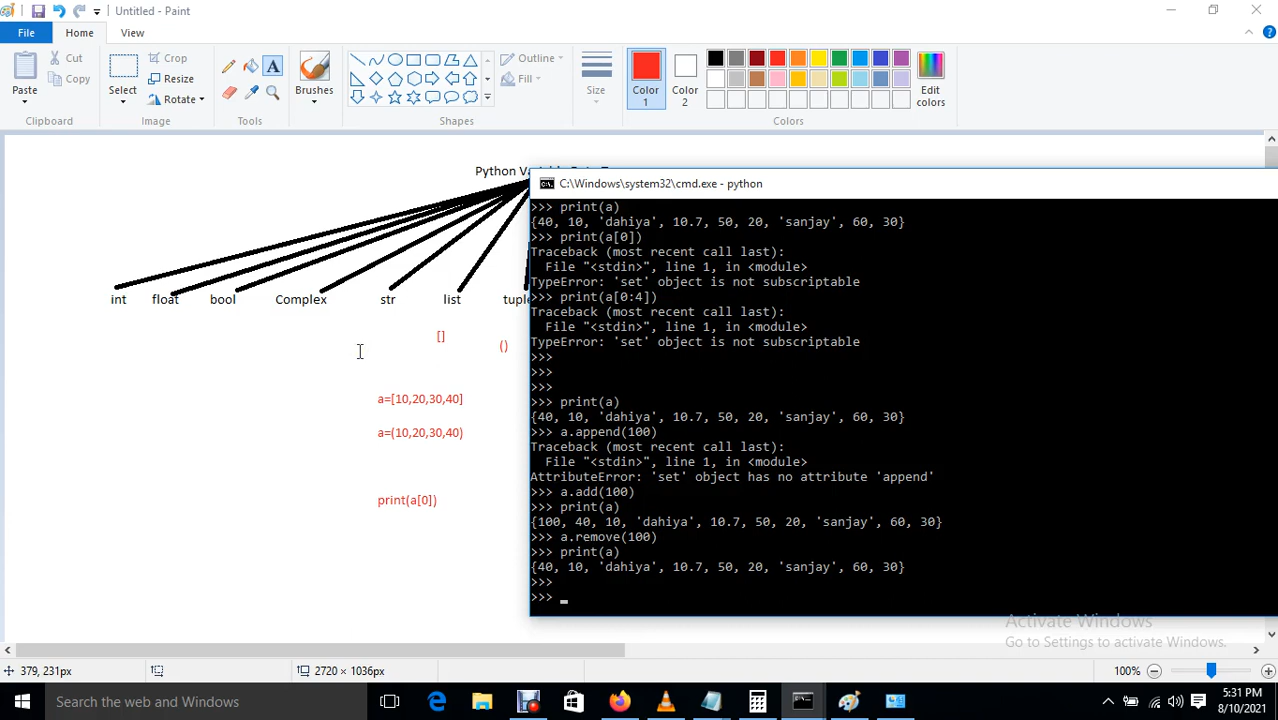 Untitled - Paint
File Home View
Paste
Cut
Copy
Clipboard
Select
Crop
Resize
Rotate
Image
A
Tools
Brushes
Outline
Fill
Shapes
Size
Color
1
Color
2
Edit
colors
Colors
Python Va
int float bool Complex str list tuple
[]
()
a=[10,20,30,40]
a=(10,20,30,40)
print(a[0])
C:\Windows\system32\cmd.exe - python
>>> print(a)
{40, 10, 'dahiya', 10.7, 50, 20, 'sanjay', 60, 30}
>>> print(a[0])
Traceback (most recent call last):
  File "<stdin>", line 1, in <module>
TypeError: 'set' object is not subscriptable
>>> print(a[0:4])
Traceback (most recent call last):
  File "<stdin>", line 1, in <module>
TypeError: 'set' object is not subscriptable
>>>
>>>
>>>
>>> print(a)
{40, 10, 'dahiya', 10.7, 50, 20, 'sanjay', 60, 30}
>>> a.append(100)
Traceback (most recent call last):
  File "<stdin>", line 1, in <module>
AttributeError: 'set' object has no attribute 'append'
>>> a.add(100)
>>> print(a)
{100, 40, 10, 'dahiya', 10.7, 50, 20, 'sanjay', 60, 30}
>>> a.remove(100)
>>> print(a)
{40, 10, 'dahiya', 10.7, 50, 20, 'sanjay', 60, 30}
>>>
>>> _
Activate Windows
Go to Settings to activate Windows.
379, 231px
2720 × 1036px
100%
Search the web and Windows
5:31 PM
8/10/2021